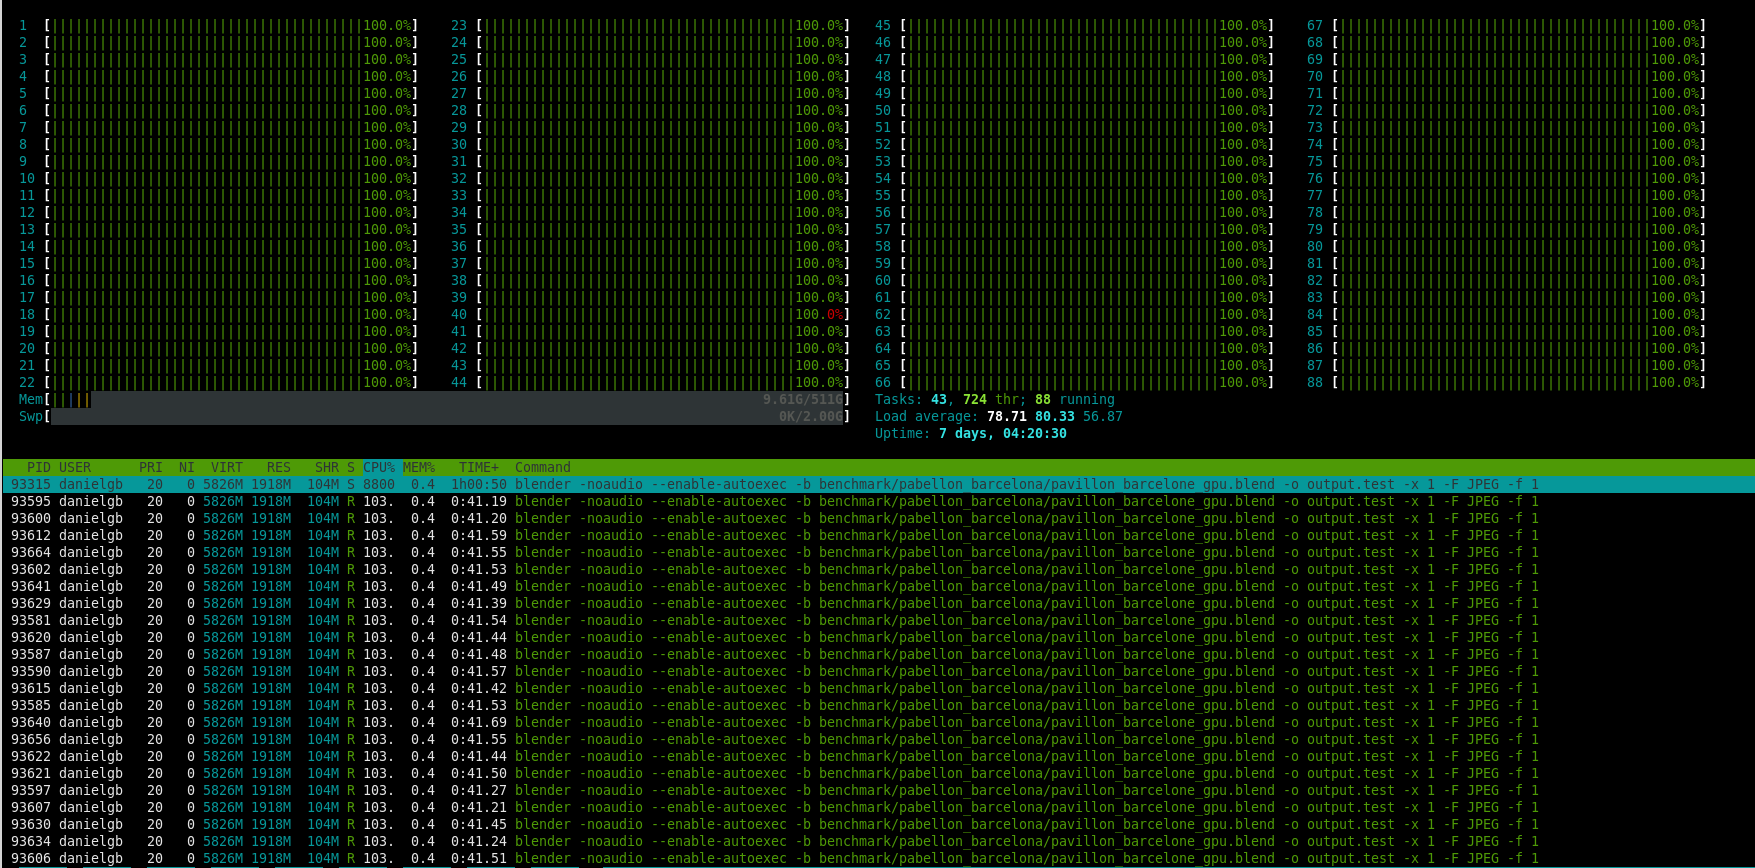 1 [100.0%] 23 [100.0%] 45 [100.0%] 67 [100.0%]
2 [100.0%] 24 [100.0%] 46 [100.0%] 68 [100.0%]
3 [100.0%] 25 [100.0%] 47 [100.0%] 69 [100.0%]
4 [100.0%] 26 [100.0%] 48 [100.0%] 70 [100.0%]
5 [100.0%] 27 [100.0%] 49 [100.0%] 71 [100.0%]
6 [100.0%] 28 [100.0%] 50 [100.0%] 72 [100.0%]
7 [100.0%] 29 [100.0%] 51 [100.0%] 73 [100.0%]
8 [100.0%] 30 [100.0%] 52 [100.0%] 74 [100.0%]
9 [100.0%] 31 [100.0%] 53 [100.0%] 75 [100.0%]
10 [100.0%] 32 [100.0%] 54 [100.0%] 76 [100.0%]
11 [100.0%] 33 [100.0%] 55 [100.0%] 77 [100.0%]
12 [100.0%] 34 [100.0%] 56 [100.0%] 78 [100.0%]
13 [100.0%] 35 [100.0%] 57 [100.0%] 79 [100.0%]
14 [100.0%] 36 [100.0%] 58 [100.0%] 80 [100.0%]
15 [100.0%] 37 [100.0%] 59 [100.0%] 81 [100.0%]
16 [100.0%] 38 [100.0%] 60 [100.0%] 82 [100.0%]
17 [100.0%] 39 [100.0%] 61 [100.0%] 83 [100.0%]
18 [100.0%] 40 [100.0%] 62 [100.0%] 84 [100.0%]
19 [100.0%] 41 [100.0%] 63 [100.0%] 85 [100.0%]
20 [100.0%] 42 [100.0%] 64 [100.0%] 86 [100.0%]
21 [100.0%] 43 [100.0%] 65 [100.0%] 87 [100.0%]
22 [100.0%] 44 [100.0%] 66 [100.0%] 88 [100.0%]
Mem[9.61G/511G] Tasks: 43, 724 thr; 88 running
Swp[0K/2.00G] Load average: 78.71 80.33 56.87
Uptime: 7 days, 04:20:30
PID USER PRI NI VIRT RES SHR S CPU% MEM% TIME+ Command
93315 danielgb 20 0 5826M 1918M 104M S 8800 0.4 1h00:50 blender -noaudio --enable-autoexec -b benchmark/pabellon_barcelona/pavillon_barcelone_gpu.blend -o output.test -x 1 -F JPEG -f 1
93595 danielgb 20 0 5826M 1918M 104M R 103. 0.4 0:41.19 blender -noaudio --enable-autoexec -b benchmark/pabellon_barcelona/pavillon_barcelone_gpu.blend -o output.test -x 1 -F JPEG -f 1
93600 danielgb 20 0 5826M 1918M 104M R 103. 0.4 0:41.20 blender -noaudio --enable-autoexec -b benchmark/pabellon_barcelona/pavillon_barcelone_gpu.blend -o output.test -x 1 -F JPEG -f 1
93612 danielgb 20 0 5826M 1918M 104M R 103. 0.4 0:41.59 blender -noaudio --enable-autoexec -b benchmark/pabellon_barcelona/pavillon_barcelone_gpu.blend -o output.test -x 1 -F JPEG -f 1
93664 danielgb 20 0 5826M 1918M 104M R 103. 0.4 0:41.55 blender -noaudio --enable-autoexec -b benchmark/pabellon_barcelona/pavillon_barcelone_gpu.blend -o output.test -x 1 -F JPEG -f 1
93602 danielgb 20 0 5826M 1918M 104M R 103. 0.4 0:41.53 blender -noaudio --enable-autoexec -b benchmark/pabellon_barcelona/pavillon_barcelone_gpu.blend -o output.test -x 1 -F JPEG -f 1
93641 danielgb 20 0 5826M 1918M 104M R 103. 0.4 0:41.49 blender -noaudio --enable-autoexec -b benchmark/pabellon_barcelona/pavillon_barcelone_gpu.blend -o output.test -x 1 -F JPEG -f 1
93629 danielgb 20 0 5826M 1918M 104M R 103. 0.4 0:41.39 blender -noaudio --enable-autoexec -b benchmark/pabellon_barcelona/pavillon_barcelone_gpu.blend -o output.test -x 1 -F JPEG -f 1
93581 danielgb 20 0 5826M 1918M 104M R 103. 0.4 0:41.54 blender -noaudio --enable-autoexec -b benchmark/pabellon_barcelona/pavillon_barcelone_gpu.blend -o output.test -x 1 -F JPEG -f 1
93620 danielgb 20 0 5826M 1918M 104M R 103. 0.4 0:41.44 blender -noaudio --enable-autoexec -b benchmark/pabellon_barcelona/pavillon_barcelone_gpu.blend -o output.test -x 1 -F JPEG -f 1
93587 danielgb 20 0 5826M 1918M 104M R 103. 0.4 0:41.48 blender -noaudio --enable-autoexec -b benchmark/pabellon_barcelona/pavillon_barcelone_gpu.blend -o output.test -x 1 -F JPEG -f 1
93590 danielgb 20 0 5826M 1918M 104M R 103. 0.4 0:41.57 blender -noaudio --enable-autoexec -b benchmark/pabellon_barcelona/pavillon_barcelone_gpu.blend -o output.test -x 1 -F JPEG -f 1
93615 danielgb 20 0 5826M 1918M 104M R 103. 0.4 0:41.42 blender -noaudio --enable-autoexec -b benchmark/pabellon_barcelona/pavillon_barcelone_gpu.blend -o output.test -x 1 -F JPEG -f 1
93585 danielgb 20 0 5826M 1918M 104M R 103. 0.4 0:41.53 blender -noaudio --enable-autoexec -b benchmark/pabellon_barcelona/pavillon_barcelone_gpu.blend -o output.test -x 1 -F JPEG -f 1
93640 danielgb 20 0 5826M 1918M 104M R 103. 0.4 0:41.69 blender -noaudio --enable-autoexec -b benchmark/pabellon_barcelona/pavillon_barcelone_gpu.blend -o output.test -x 1 -F JPEG -f 1
93656 danielgb 20 0 5826M 1918M 104M R 103. 0.4 0:41.55 blender -noaudio --enable-autoexec -b benchmark/pabellon_barcelona/pavillon_barcelone_gpu.blend -o output.test -x 1 -F JPEG -f 1
93622 danielgb 20 0 5826M 1918M 104M R 103. 0.4 0:41.44 blender -noaudio --enable-autoexec -b benchmark/pabellon_barcelona/pavillon_barcelone_gpu.blend -o output.test -x 1 -F JPEG -f 1
93621 danielgb 20 0 5826M 1918M 104M R 103. 0.4 0:41.50 blender -noaudio --enable-autoexec -b benchmark/pabellon_barcelona/pavillon_barcelone_gpu.blend -o output.test -x 1 -F JPEG -f 1
93597 danielgb 20 0 5826M 1918M 104M R 103. 0.4 0:41.27 blender -noaudio --enable-autoexec -b benchmark/pabellon_barcelona/pavillon_barcelone_gpu.blend -o output.test -x 1 -F JPEG -f 1
93607 danielgb 20 0 5826M 1918M 104M R 103. 0.4 0:41.21 blender -noaudio --enable-autoexec -b benchmark/pabellon_barcelona/pavillon_barcelone_gpu.blend -o output.test -x 1 -F JPEG -f 1
93630 danielgb 20 0 5826M 1918M 104M R 103. 0.4 0:41.45 blender -noaudio --enable-autoexec -b benchmark/pabellon_barcelona/pavillon_barcelone_gpu.blend -o output.test -x 1 -F JPEG -f 1
93634 danielgb 20 0 5826M 1918M 104M R 103. 0.4 0:41.24 blender -noaudio --enable-autoexec -b benchmark/pabellon_barcelona/pavillon_barcelone_gpu.blend -o output.test -x 1 -F JPEG -f 1
93606 danielgb 20 0 5826M 1918M 104M R 103. 0.4 0:41.51 blender -noaudio --enable-autoexec -b benchmark/pabellon_barcelona/pavillon_barcelone_gpu.blend -o output.test -x 1 -F JPEG -f 1